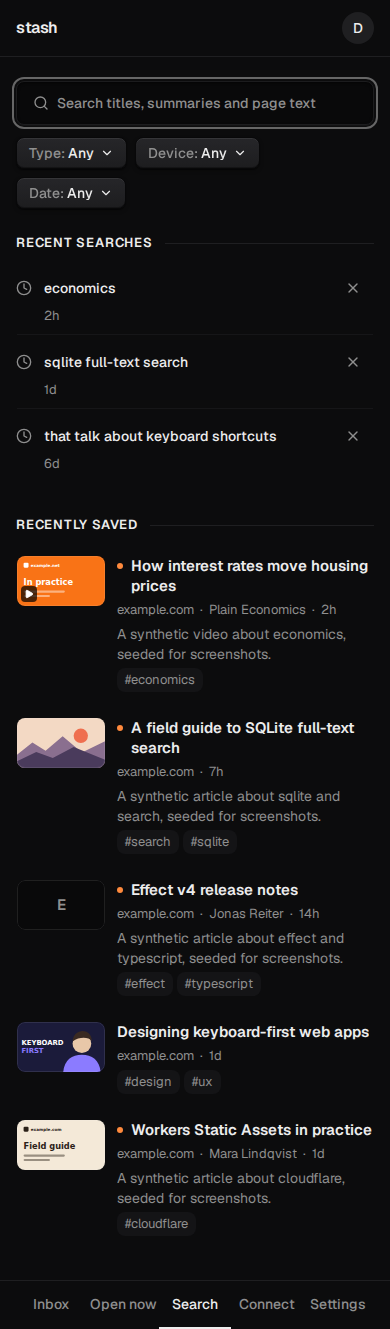 stash
D
Search titles, summaries and page text
Type: Any
Device: Any
Date: Any
RECENT SEARCHES
economics
2h
sqlite full-text search
1d
that talk about keyboard shortcuts
6d
RECENTLY SAVED
example.net
In practice
How interest rates move housing
prices
example.com · Plain Economics · 2h
A synthetic video about economics,
seeded for screenshots.
#economics
A field guide to SQLite full-text
search
example.com · 7h
A synthetic article about sqlite and
search, seeded for screenshots.
#search #sqlite
E
Effect v4 release notes
example.com · Jonas Reiter · 14h
A synthetic article about effect and
typescript, seeded for screenshots.
#effect #typescript
KEYBOARD
FIRST
Designing keyboard-first web apps
example.com · 1d
#design #ux
example.com
Field guide
Workers Static Assets in practice
example.com · Mara Lindqvist · 1d
A synthetic article about cloudflare,
seeded for screenshots.
#cloudflare
Inbox Open now Search Connect Settings